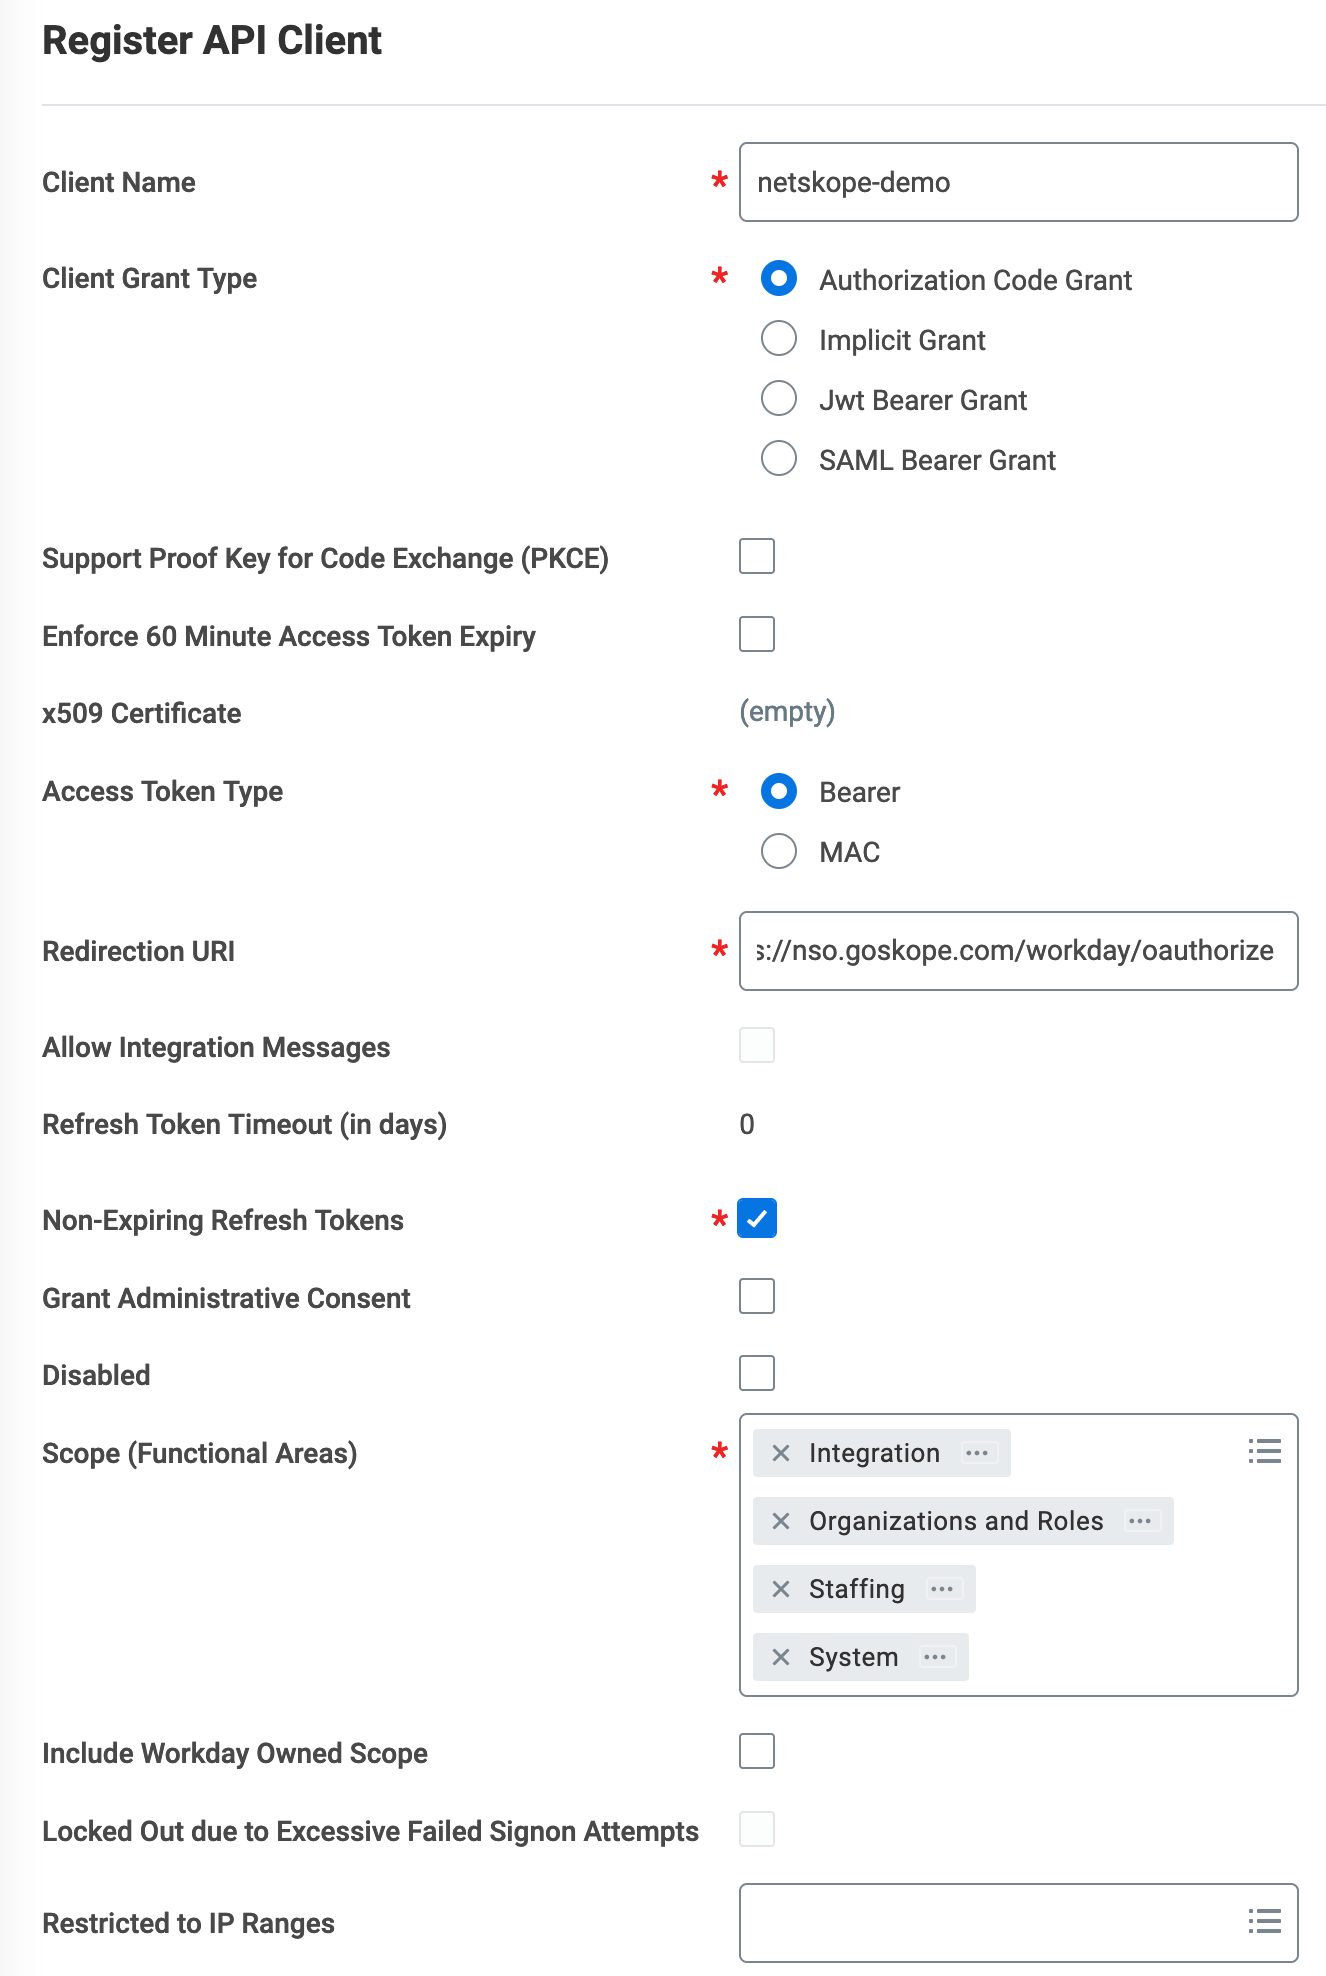 Register API Client
Client Name * netskope-demo
Client Grant Type * Authorization Code Grant
Implicit Grant
Jwt Bearer Grant
SAML Bearer Grant
Support Proof Key for Code Exchange (PKCE)
Enforce 60 Minute Access Token Expiry
x509 Certificate (empty)
Access Token Type * Bearer
MAC
Redirection URI * s://nso.goskope.com/workday/oauthorize
Allow Integration Messages
Refresh Token Timeout (in days) 0
Non-Expiring Refresh Tokens *
Grant Administrative Consent
Disabled
Scope (Functional Areas) * Integration
Organizations and Roles
Staffing
System
Include Workday Owned Scope
Locked Out due to Excessive Failed Signon Attempts
Restricted to IP Ranges